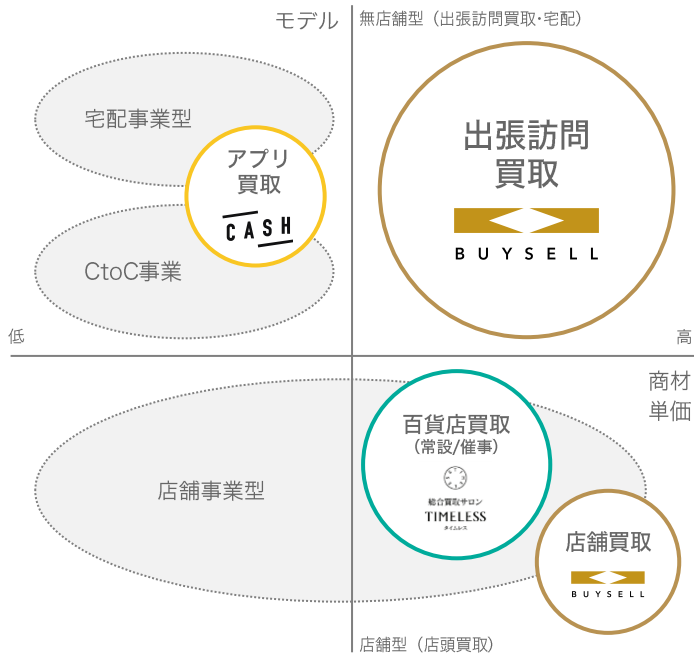 モデル
無店舗型（出張訪問買取・宅配）
宅配事業型
アプリ
買取
CASH
出張訪問
買取
BUYSELL
CtoC事業
低
高
商材
単価
百貨店買取
（常設/催事）
総合買取サロン
TIMELESS
タイムレス
店舗事業型
店舗買取
BUYSELL
店舗型（店頭買取）